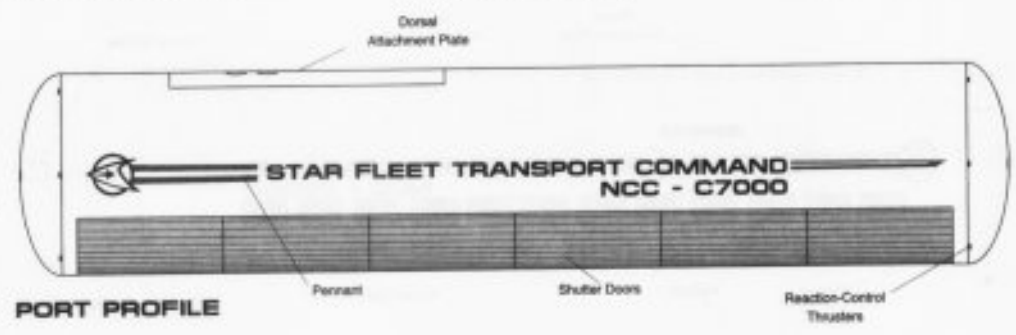 Dorsal
Attachment Plate
STAR FLEET TRANSPORT COMMAND
NCC - C7000
Pennant
Shutter Doors
Reaction-Control
Thrusters
PORT PROFILE